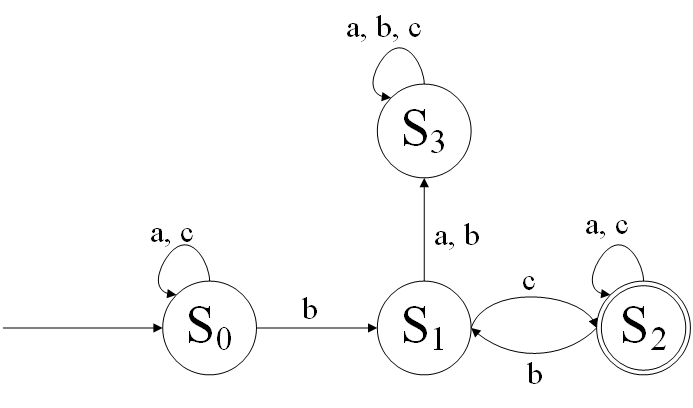 a, b, c
S₃
a, c
a, b
a, c
S₀
b
S₁
c
S₂
b